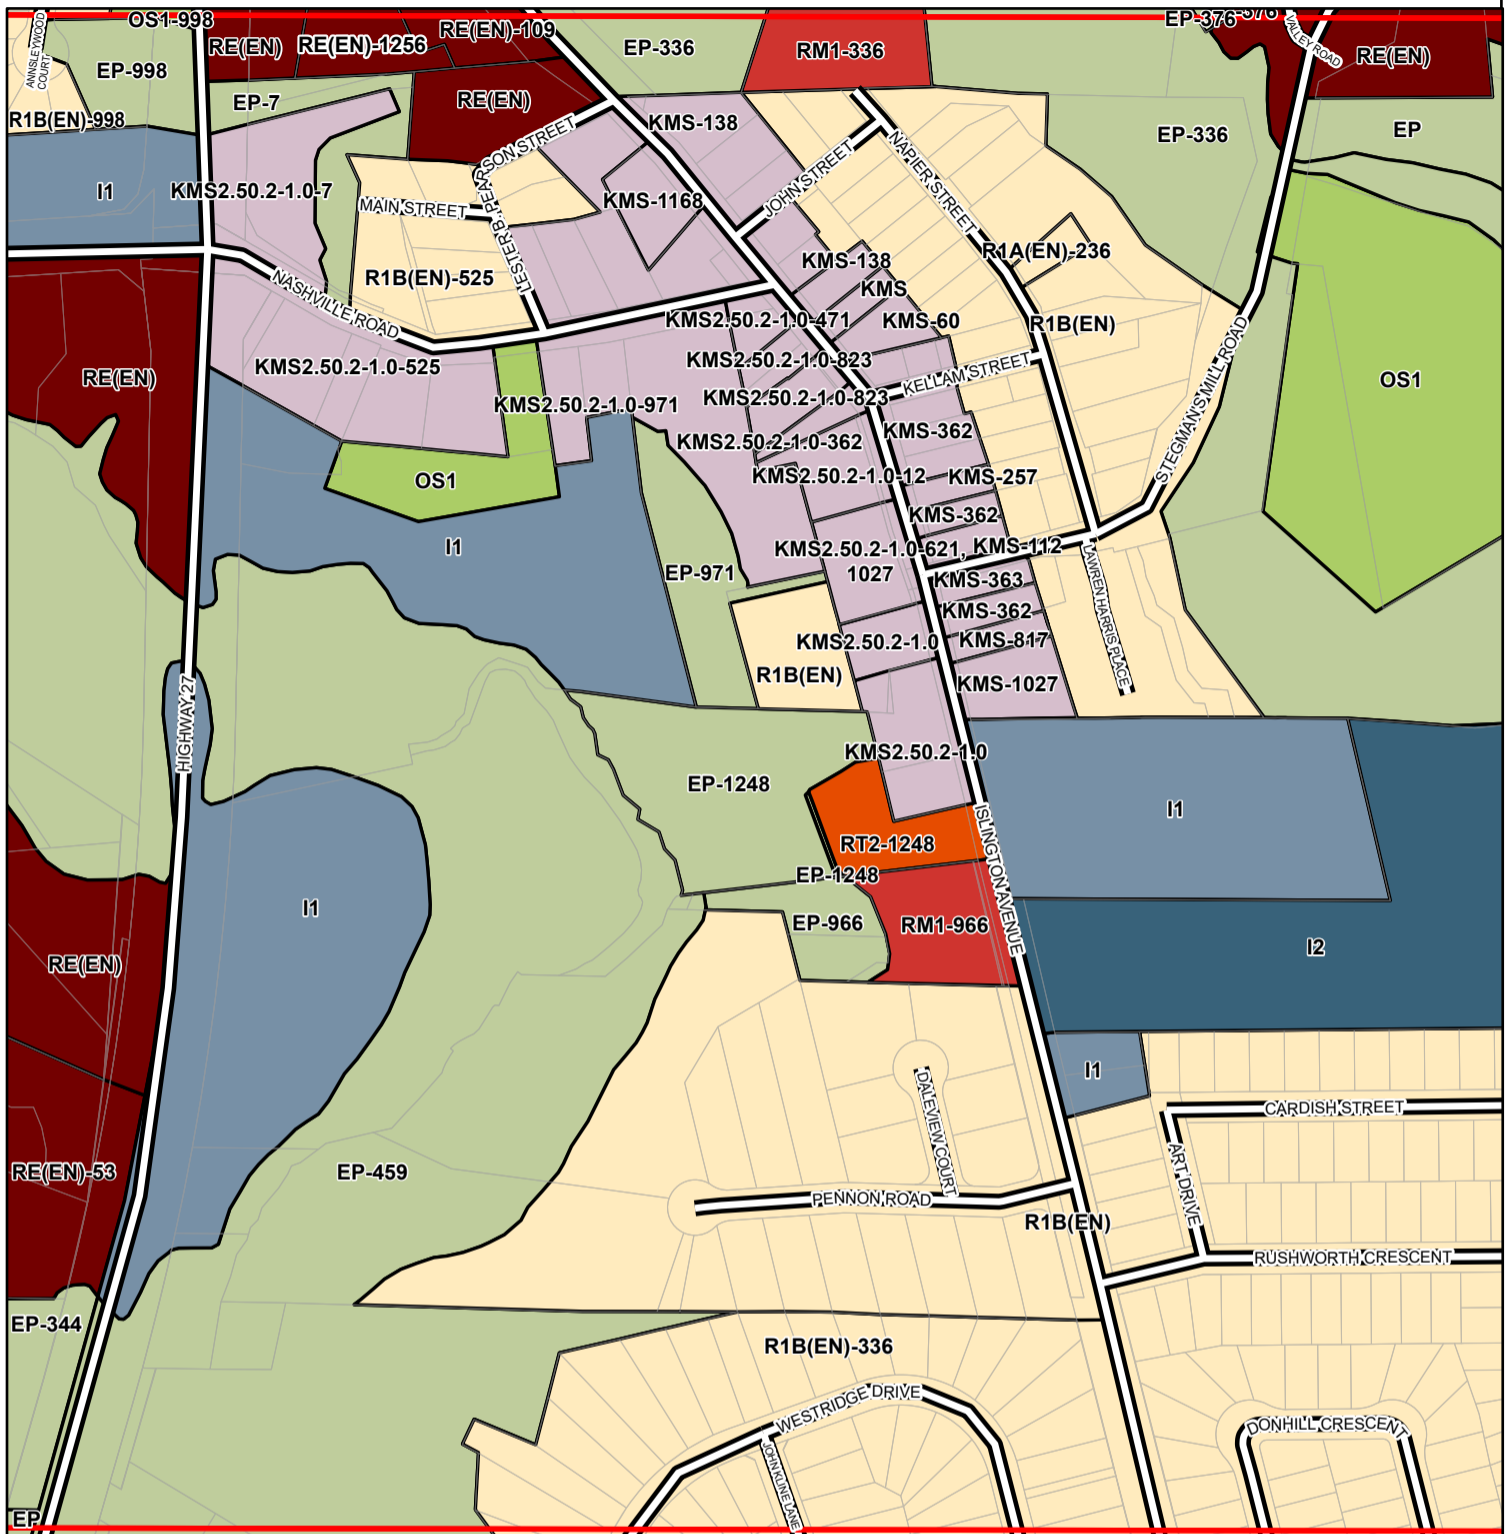 OS1-998
EP-376
376
RE(EN)
RE(EN)-1256
RE(EN)-109
EP-336
RM1-336
VALLEY ROAD
RE(EN)
ANNSLEYWOOD
COURT
EP-998
EP-7
RE(EN)
R1B(EN)-998
KMS-138
EP-336
EP
PEARSON STREET
LESTER B.
JOHN STREET
NAPIER STREET
I1
KMS2.50.2-1.0-7
MAIN STREET
KMS-1168
R1A(EN)-236
KMS-138
R1B(EN)-525
KMS
NASHVILLE ROAD
KMS2.50.2-1.0-471
KMS-60
R1B(EN)
KMS2.50.2-1.0-525
KMS2.50.2-1.0-823
KELLAM STREET
STEGMAN'S MILL ROAD
RE(EN)
OS1
KMS2.50.2-1.0-971
KMS2.50.2-1.0-823
KMS2.50.2-1.0-362
KMS-362
OS1
KMS2.50.2-1.0-12
KMS-257
KMS-362
I1
KMS2.50.2-1.0-621,
1027
KMS-112
EP-971
KMS-363
KMS-362
LAWREN HARRIS PLACE
KMS2.50.2-1.0
KMS-817
R1B(EN)
KMS-1027
HIGHWAY 27
KMS2.50.2-1.0
EP-1248
I1
RT2-1248
ISLINGTON AVENUE
EP-1248
I1
EP-966
RM1-966
I2
RE(EN)
I1
DALEVIEW COURT
CARDISH STREET
ART DRIVE
RE(EN)-53
EP-459
PENNON ROAD
R1B(EN)
RUSHWORTH CRESCENT
EP-344
R1B(EN)-336
WESTRIDGE DRIVE
DONHILL CRESCENT
JOHN KLINE LANE
EP